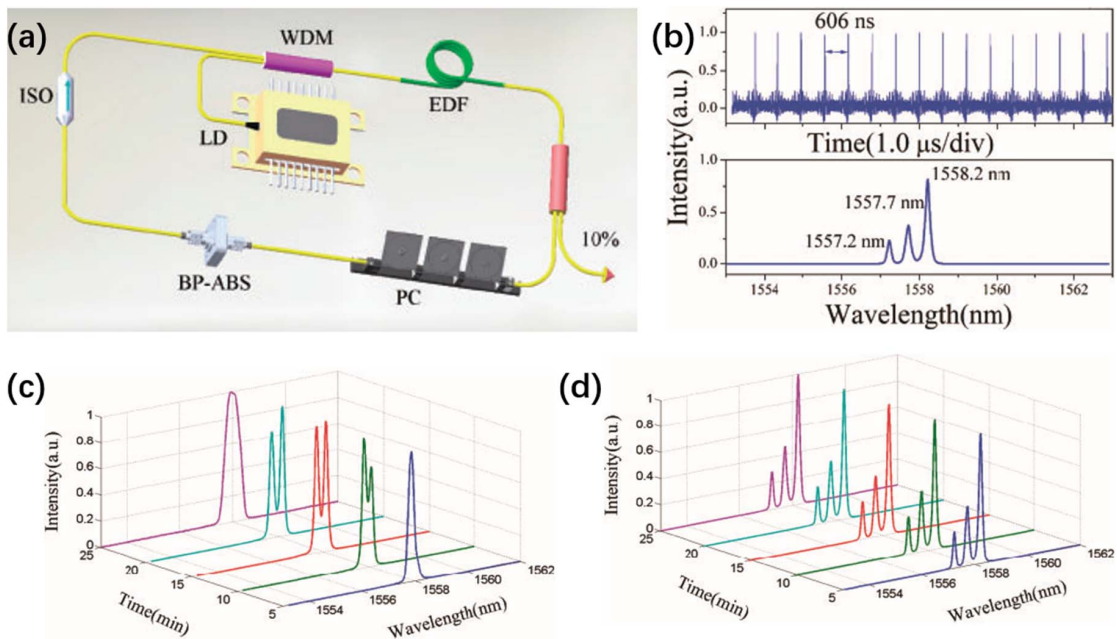 (a)
WDM
ISO
EDF
LD
10%
BP-ABS
PC
(b)
606 ns
1.0
0.5
0.0
Intensity(a.u.)
Time(1.0 μs/div)
1.0
0.5
0.0
1558.2 nm
1557.7 nm
1557.2 nm
1554 1556 1558 1560 1562
Wavelength(nm)
(c)
Intensity(a.u.)
1
0.8
0.6
0.4
0.2
0
25
20
15
10
5
Time(min)
1554
1556
1558
1560
1562
Wavelength(nm)
(d)
Intensity(a.u.)
1
0.8
0.6
0.4
0.2
0
25
20
15
10
5
Time(min)
1554
1556
1558
1560
1562
Wavelength(nm)